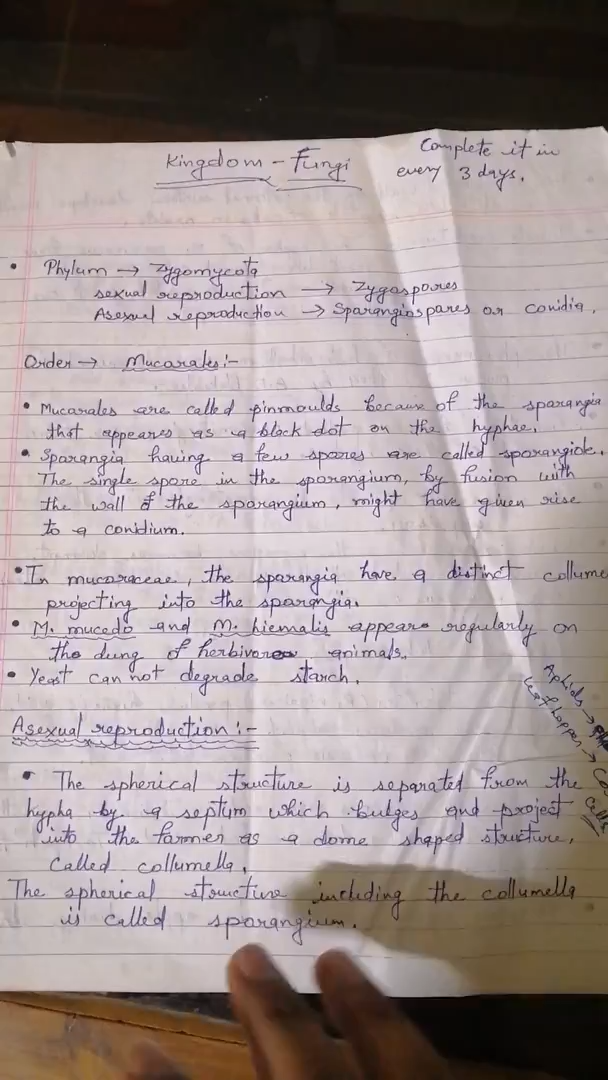 Kingdom - Fungi
Complete it in
every 3 days.
• Phylum → Zygomycota
sexual reproduction → Zygospores
Asexual reproduction → Sporangiospores or conidia.
Order → Mucorales:-
• Mucorales are called pinmoulds because of the sporangia
that appeares as a black dot on the hyphae.
• Sporangia having a few spores are called sporangiole.
The single spore in the sporangium, by fusion with
the wall of the sporangium, might have given rise
to a conidium.
• In mucoraceae, the sporangia have a distinct collume
projecting into the sporangia.
• M. mucedo and M. hiemalis appears regularly on
the dung of herbivores animals.
• Yeast can not degrade starch.
Aphids →
Leaf hopper →
Asexual reproduction :-
• The spherical structure is separated from the
hypha by a septum which bulges and project
into the farmer as a dome shaped structure,
called collumella.
The spherical structure including the collumella
is called sporangium.